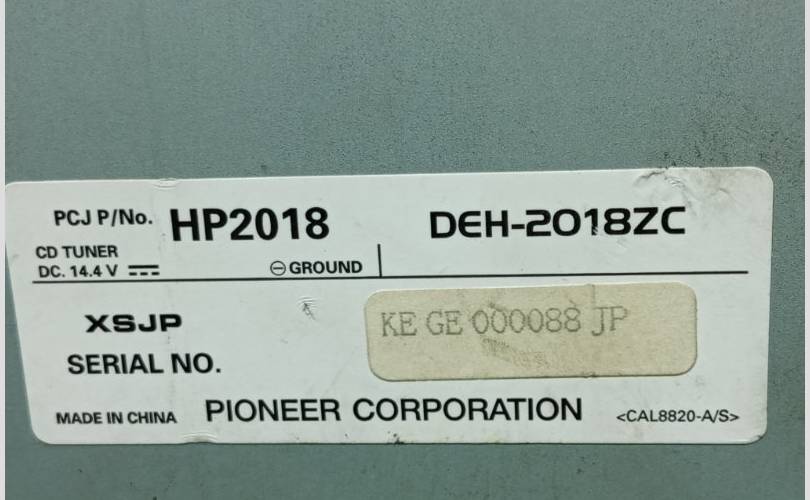 PCJ P/No. HP2018 DEH-2018ZC
CD TUNER
DC. 14.4 V ⎓ ⊖GROUND
XSJP KE GE 000088 JP
SERIAL NO.
MADE IN CHINA PIONEER CORPORATION <CAL8820-A/S>